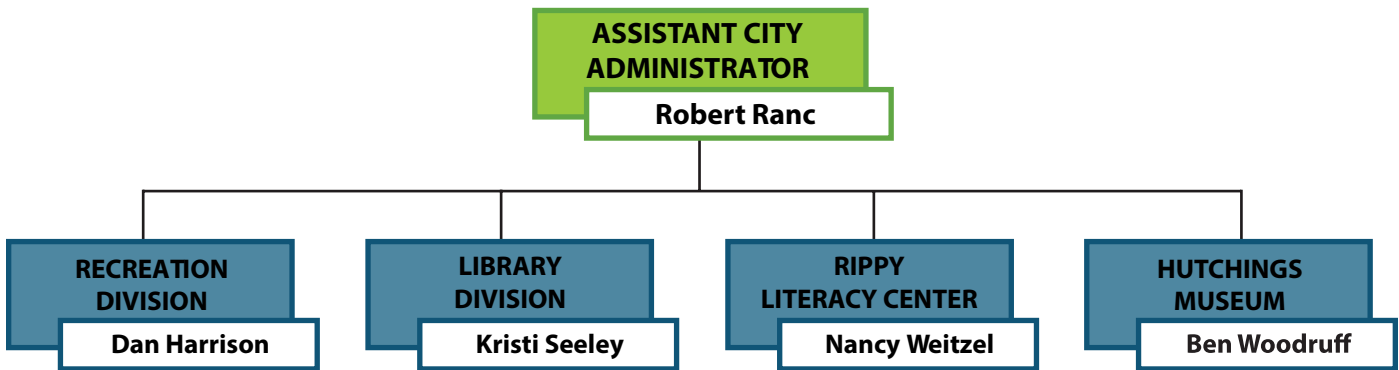 ASSISTANT CITY
ADMINISTRATOR
Robert Ranc
RECREATION
DIVISION
Dan Harrison
LIBRARY
DIVISION
Kristi Seeley
RIPPY
LITERACY CENTER
Nancy Weitzel
HUTCHINGS
MUSEUM
Ben Woodruff